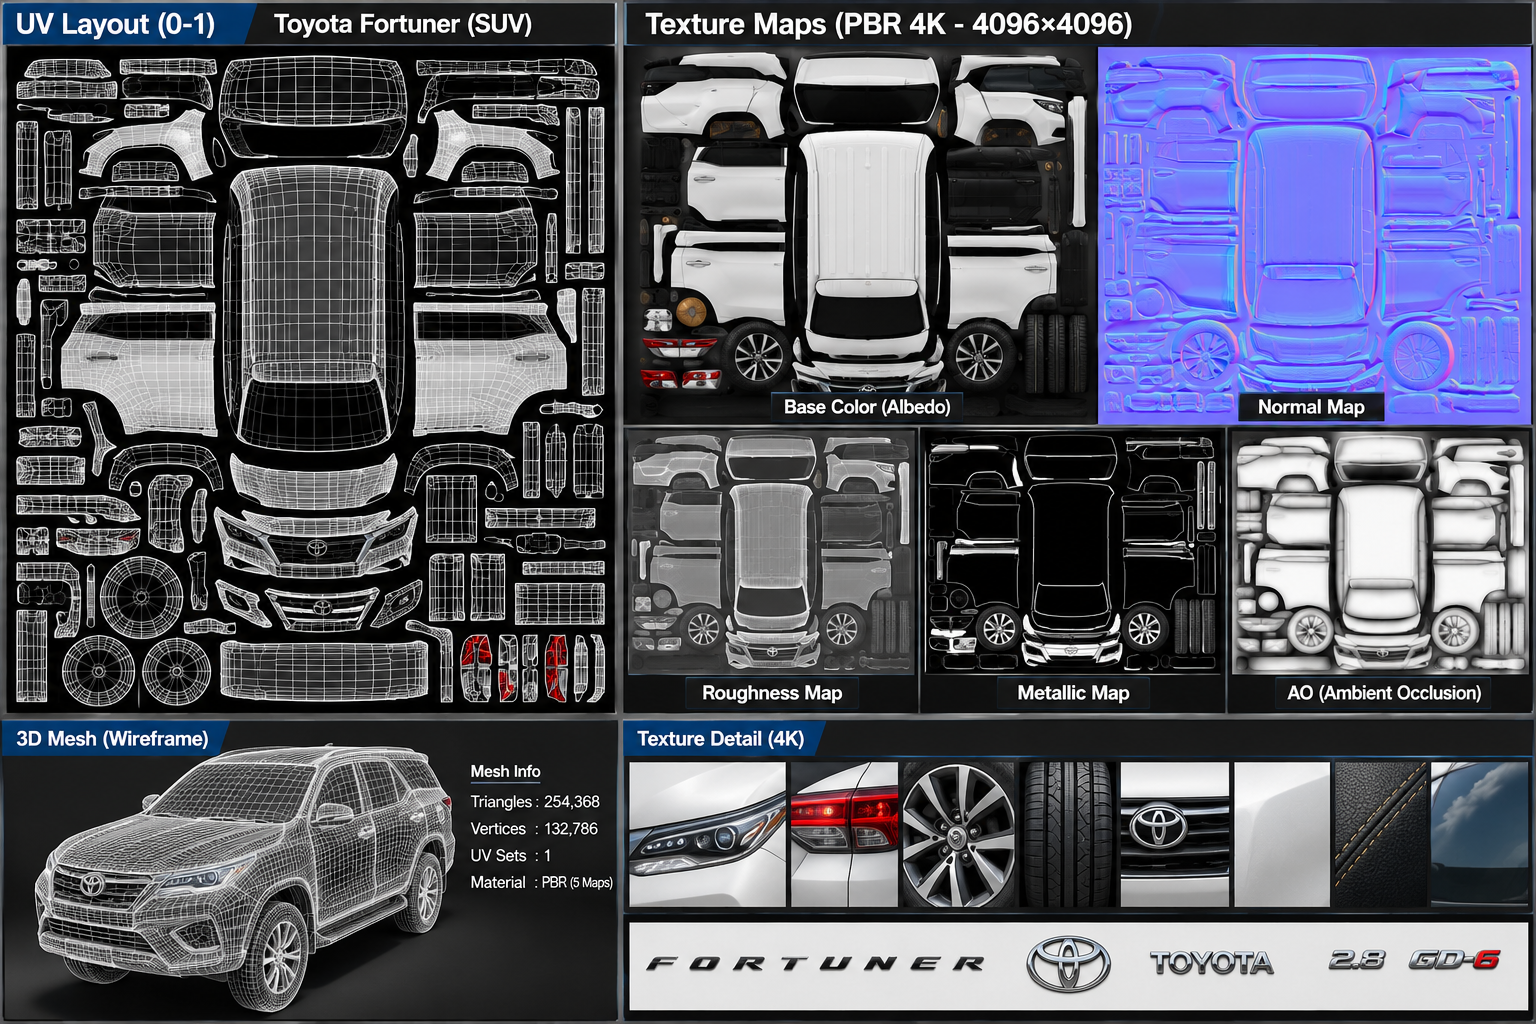 UV Layout (0-1)
Toyota Fortuner (SUV)
Texture Maps (PBR 4K - 4096×4096)
Base Color (Albedo)
Normal Map
Roughness Map
Metallic Map
AO (Ambient Occlusion)
3D Mesh (Wireframe)
Mesh Info
Triangles : 254,368
Vertices : 132,786
UV Sets : 1
Material : PBR (5 Maps)
Texture Detail (4K)
FORTUNER
TOYOTA
2.8 GD-6